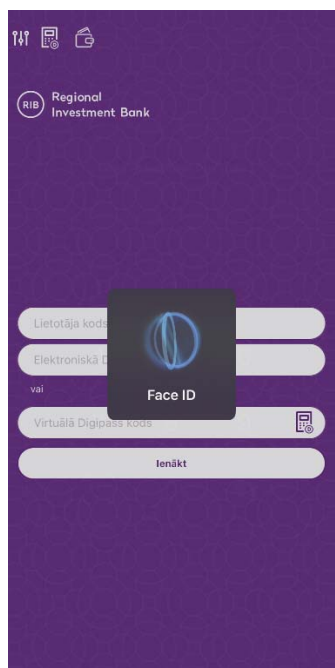 RIB
Regional
Investment Bank
Lietotāja kods
Elektroniskā D
vai
Face ID
Virtuālā Digipass kods
Ienākt